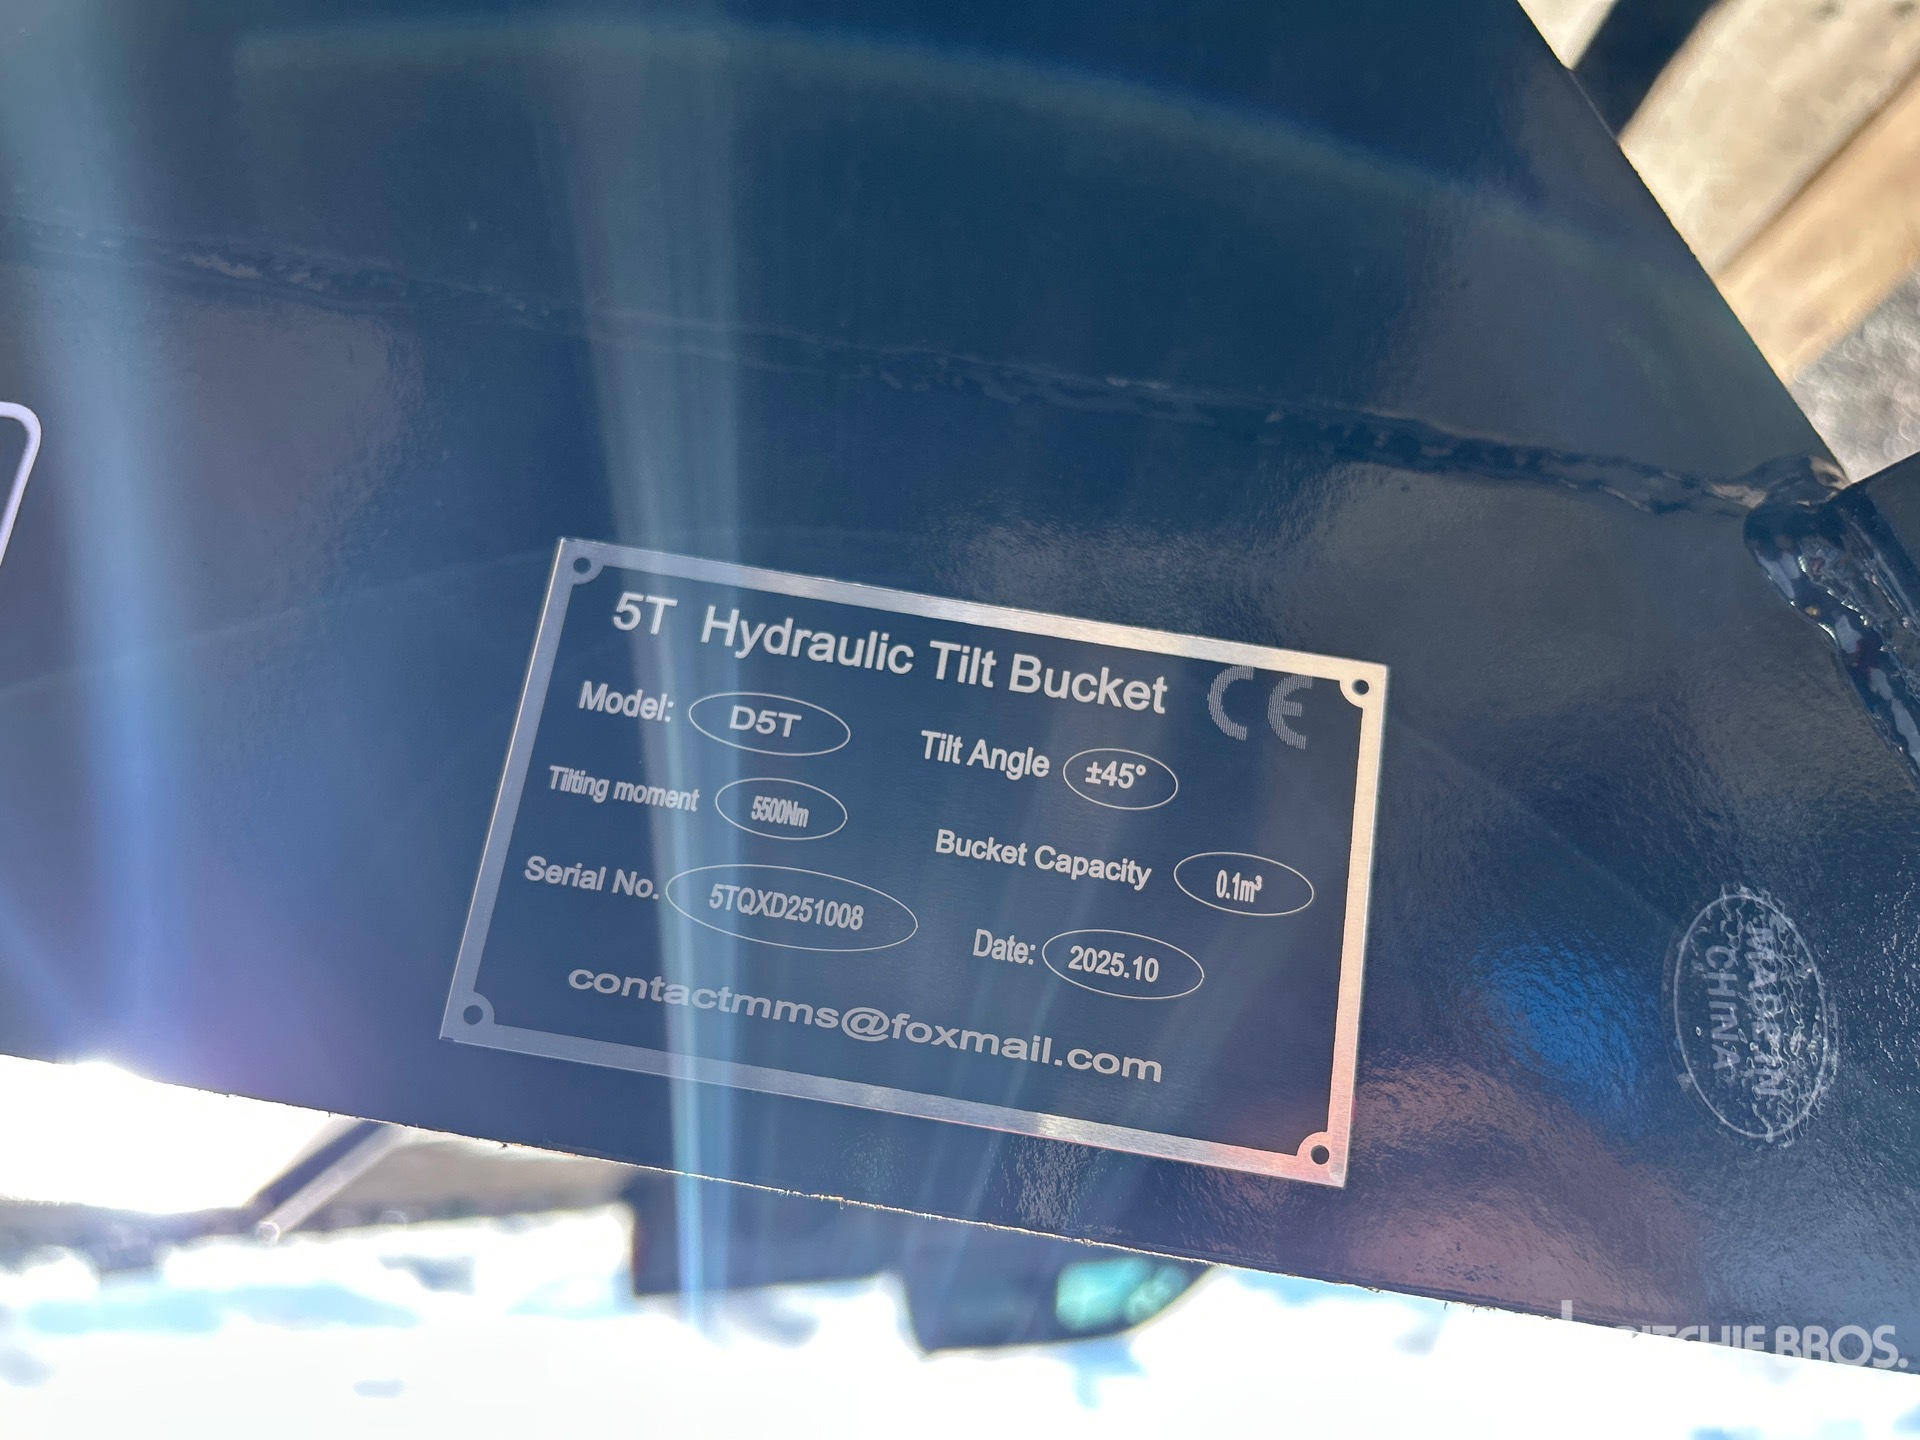 5T Hydraulic Tilt Bucket CE
Model: D5T
Tilt Angle ±45°
Tilting moment 5500Nm
Bucket Capacity 0.1m³
Serial No. 5TQXD251008
Date: 2025.10
contactmms@foxmail.com
MADE IN
CHINA
RITCHIE BROS.